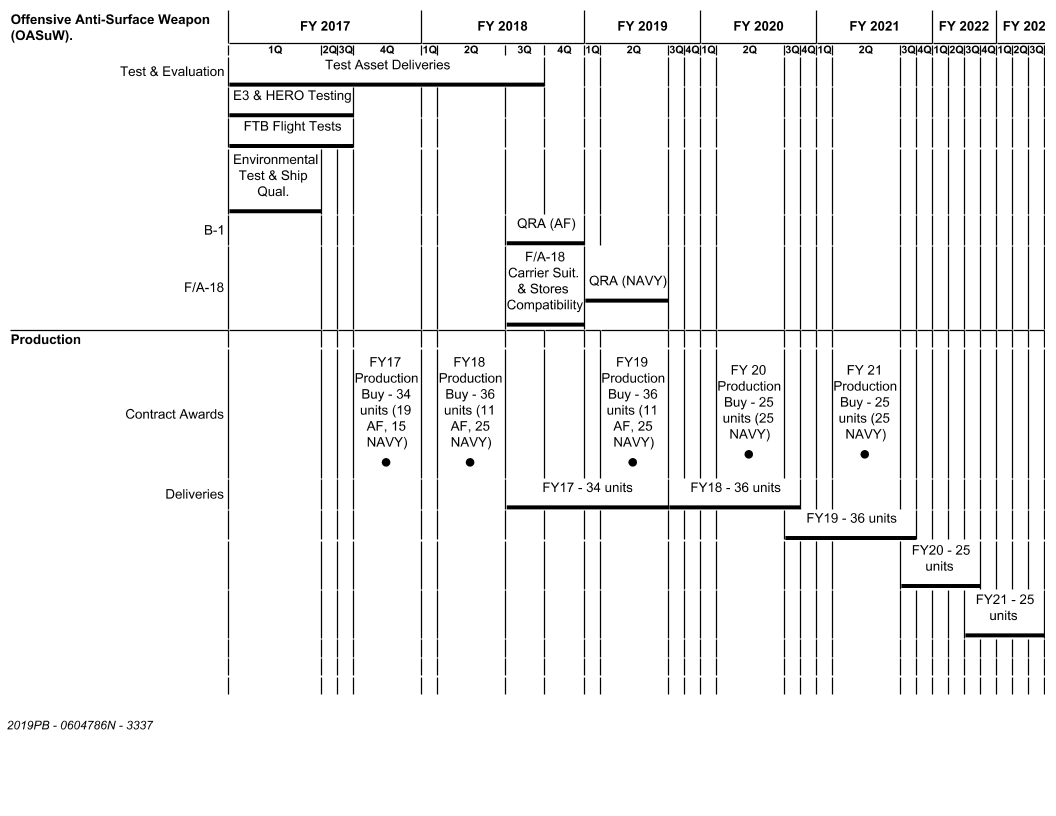 Offensive Anti-Surface Weapon
(OASuW).
FY 2017 FY 2018 FY 2019 FY 2020 FY 2021 FY 2022 FY 202
1Q 2Q 3Q 4Q 1Q 2Q 3Q 4Q 1Q 2Q 3Q 4Q 1Q 2Q 3Q 4Q 1Q 2Q 3Q 4Q 1Q 2Q 3Q 4Q 1Q 2Q 3Q
Test & Evaluation
Test Asset Deliveries
E3 & HERO Testing
FTB Flight Tests
Environmental
Test & Ship
Qual.
B-1
QRA (AF)
F/A-18
F/A-18
Carrier Suit.
& Stores
Compatibility
QRA (NAVY)
Production
Contract Awards
FY17
Production
Buy - 34
units (19
AF, 15
NAVY)
FY18
Production
Buy - 36
units (11
AF, 25
NAVY)
FY19
Production
Buy - 36
units (11
AF, 25
NAVY)
FY 20
Production
Buy - 25
units (25
NAVY)
FY 21
Production
Buy - 25
units (25
NAVY)
Deliveries
FY17 - 34 units
FY18 - 36 units
FY19 - 36 units
FY20 - 25
units
FY21 - 25
units
2019PB - 0604786N - 3337